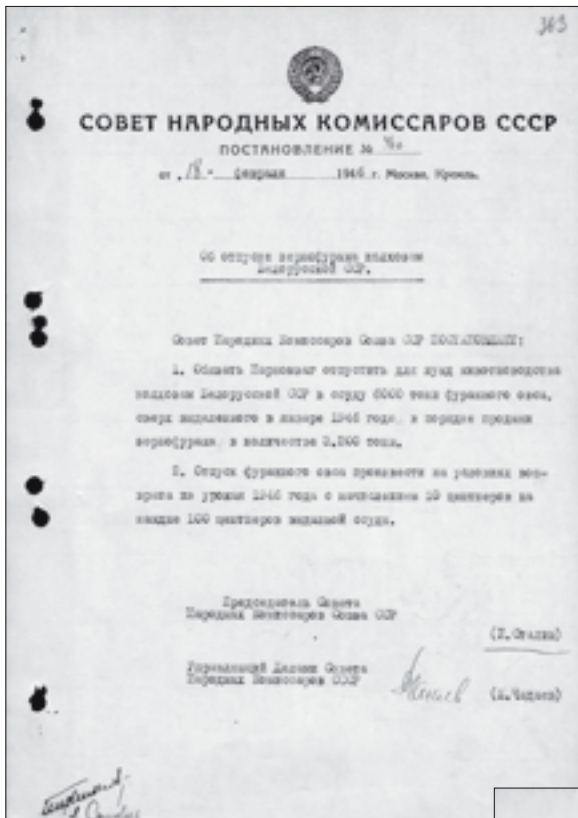 363
СОВЕТ НАРОДНЫХ КОМИССАРОВ СССР
ПОСТАНОВЛЕНИЕ №
от „18“ февраля 1946 г. Москва, Кремль.
Об отпуске зернофуража колхозам
Белорусской ССР.
Совет Народных Комиссаров Союза ССР ПОСТАНОВЛЯЕТ:
1. Обязать Наркомзаг отпустить для нужд животноводства
колхозам Белорусской ССР в ссуду 6000 тонн фуражного овса,
сверх выделенного в январе 1946 года, в порядке продажи
зернофуража, в количестве тонн.
2. Отпуск фуражного овса произвести на условиях воз-
врата из урожая 1946 года с начислением 10 центнеров на
каждые 100 центнеров выданной ссуды.
Председатель Совета
Народных Комиссаров Союза ССР
(И.Сталин)
Управляющий Делами Совета
Народных Комиссаров СССР
(Я.Чадаев)